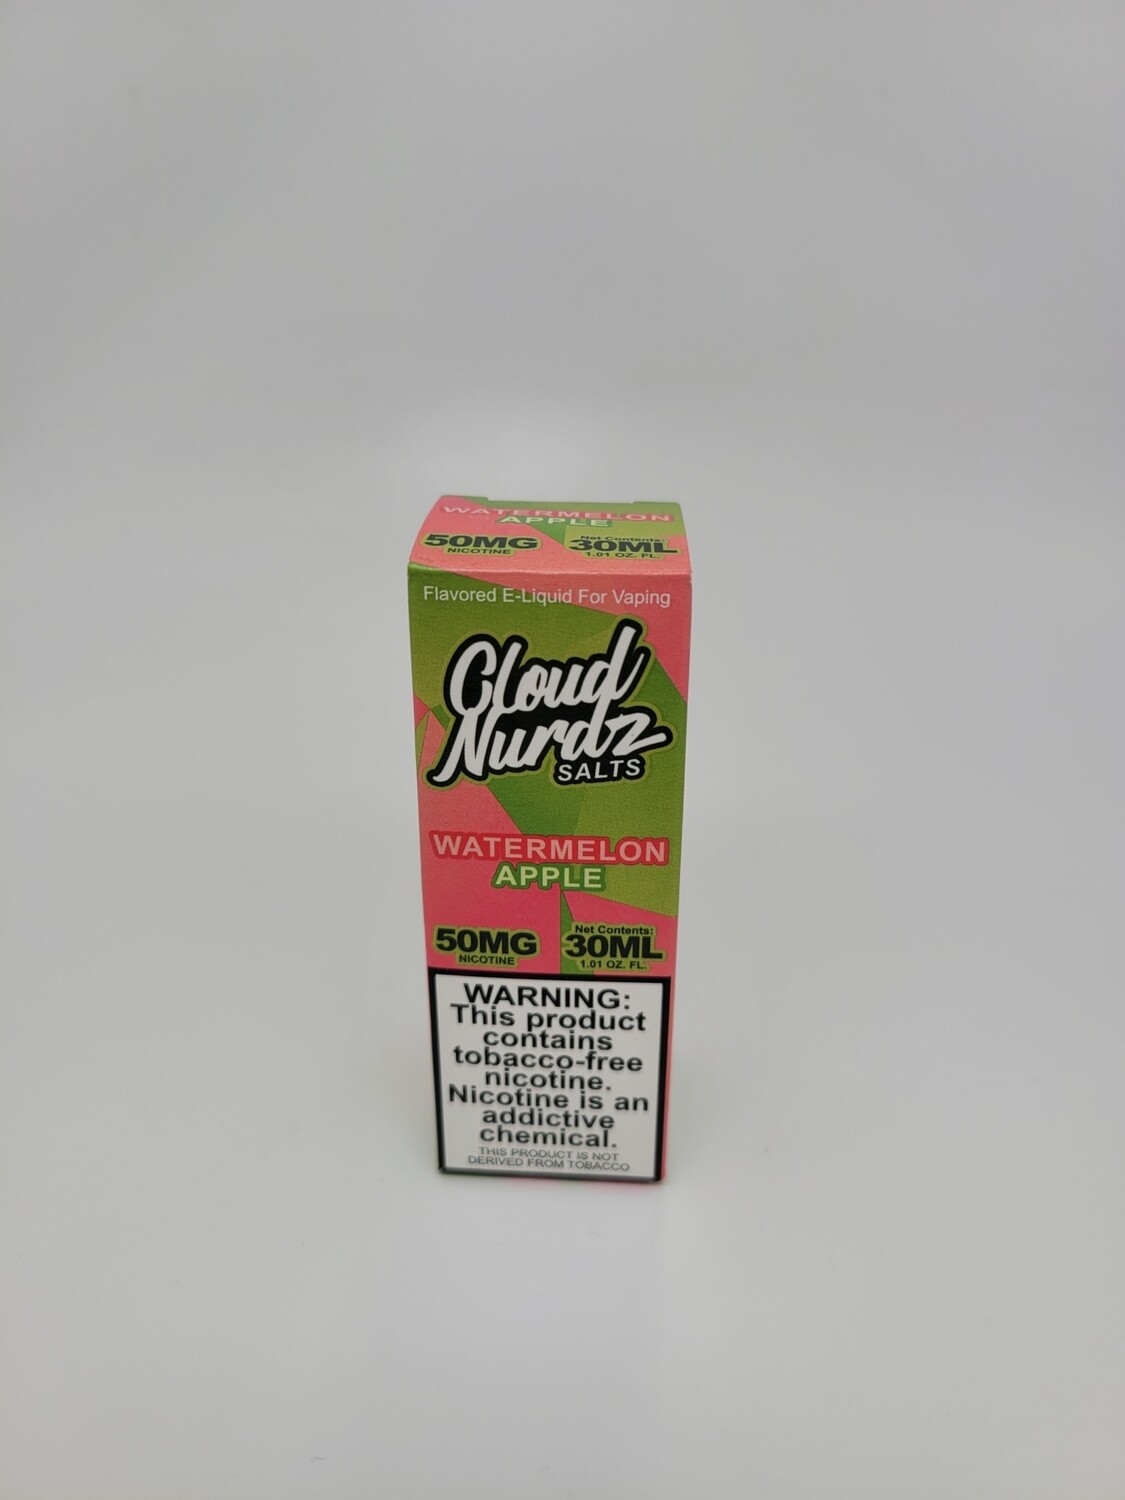 WATERMELON
APPLE
50MG
NICOTINE
Net Contents:
30ML
1.01 OZ. FL.
Flavored E-Liquid For Vaping
Cloud
Nurdz
SALTS
WATERMELON
APPLE
50MG
NICOTINE
Net Contents:
30ML
1.01 OZ. FL.
WARNING:
This product
contains
tobacco-free
nicotine.
Nicotine is an
addictive
chemical.
THIS PRODUCT IS NOT
DERIVED FROM TOBACCO